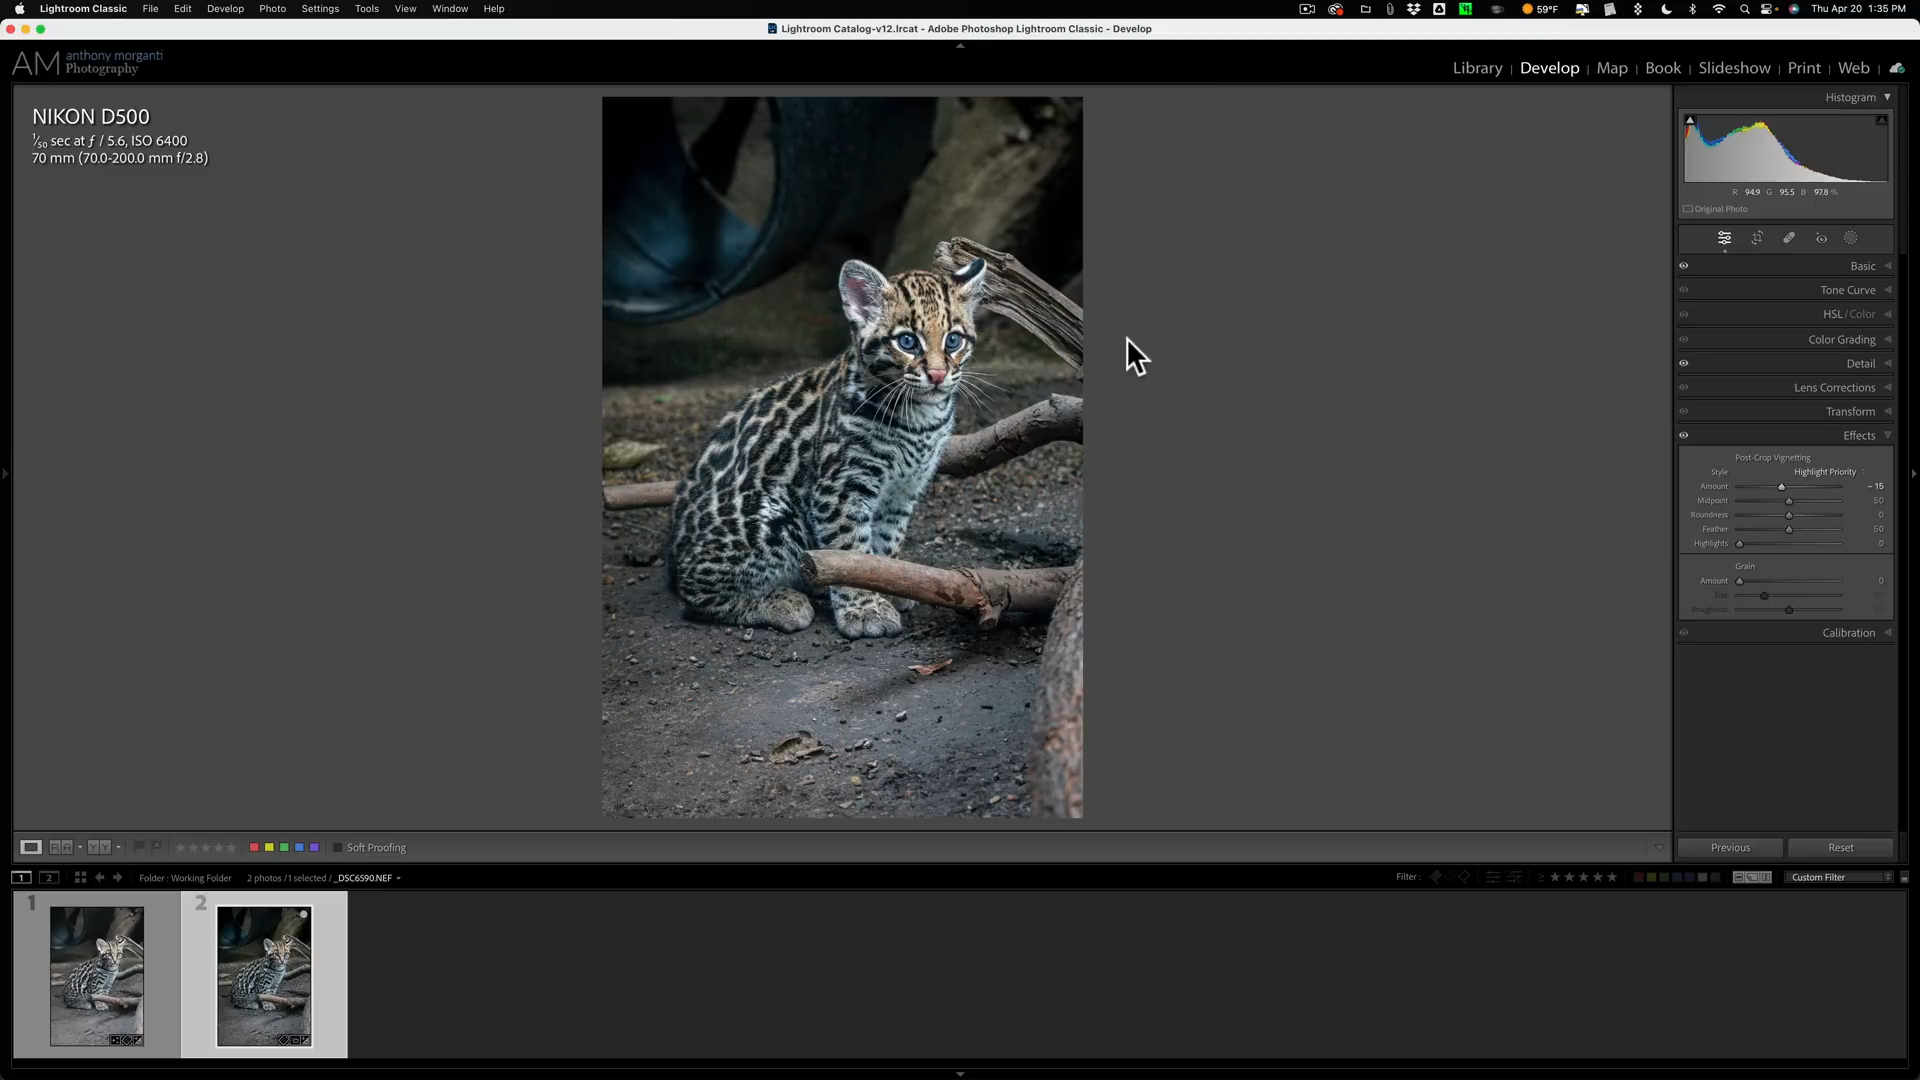 Lightroom Classic File Edit Develop Photo Settings Tools View Window Help 59°F Thu Apr 20 1:35 PM
Lightroom Catalog-v12.lrcat - Adobe Photoshop Lightroom Classic - Develop
AM anthony morganti
Photography
Library | Develop | Map | Book | Slideshow | Print | Web
NIKON D500
1/50 sec at ƒ / 5.6, ISO 6400
70 mm (70.0-200.0 mm f/2.8)
Histogram
R 94.9 G 95.5 B 97.8 %
Original Photo
Basic
Tone Curve
HSL / Color
Color Grading
Detail
Lens Corrections
Transform
Effects
Post-Crop Vignetting
Style Highlight Priority
Amount – 15
Midpoint 50
Roundness 0
Feather 50
Highlights 0
Grain
Amount 0
Size
Roughness
Calibration
Soft Proofing
Previous Reset
1 2 Folder : Working Folder 2 photos / 1 selected / _DSC6590.NEF Filter : Custom Filter
1 2